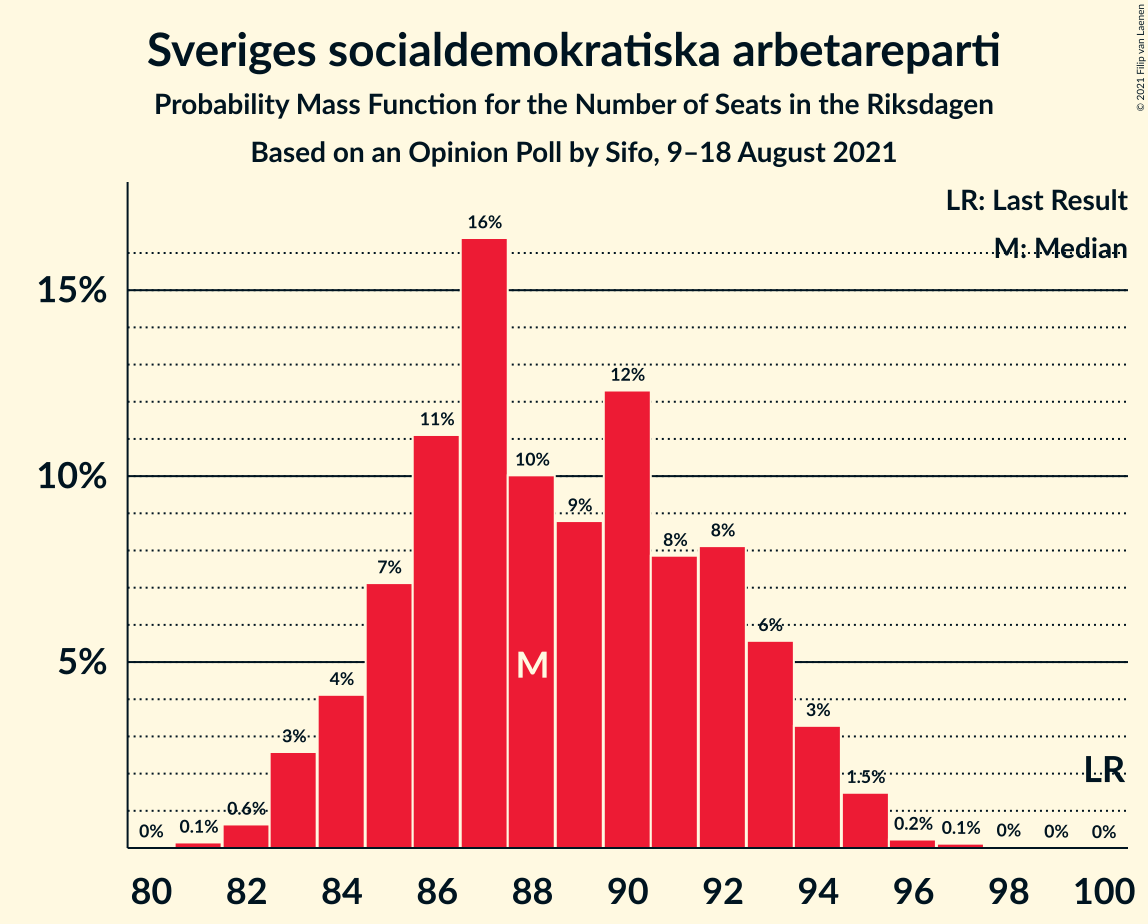 Sveriges socialdemokratiska arbetareparti
Probability Mass Function for the Number of Seats in the Riksdagen
Based on an Opinion Poll by Sifo, 9–18 August 2021
© 2021 Filip van Laenen
LR: Last Result
M: Median
15%
10%
5%
0%
0.1%
0.6%
3%
4%
7%
11%
16%
10%
9%
12%
8%
8%
6%
3%
1.5%
0.2%
0.1%
0%
0%
0%
M
LR
80 82 84 86 88 90 92 94 96 98 100